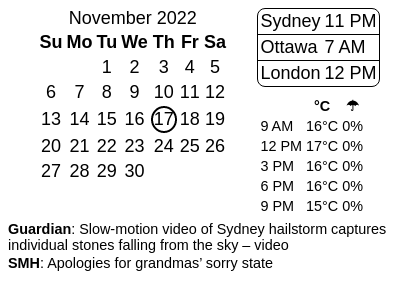 November 2022
Su Mo Tu We Th Fr Sa
1 2 3 4 5
6 7 8 9 10 11 12
13 14 15 16 17 18 19
20 21 22 23 24 25 26
27 28 29 30
Sydney 11 PM
Ottawa 7 AM
London 12 PM
°C ☂
9 AM 16°C 0%
12 PM 17°C 0%
3 PM 16°C 0%
6 PM 16°C 0%
9 PM 15°C 0%
Guardian: Slow-motion video of Sydney hailstorm captures
individual stones falling from the sky – video
SMH: Apologies for grandmas’ sorry state